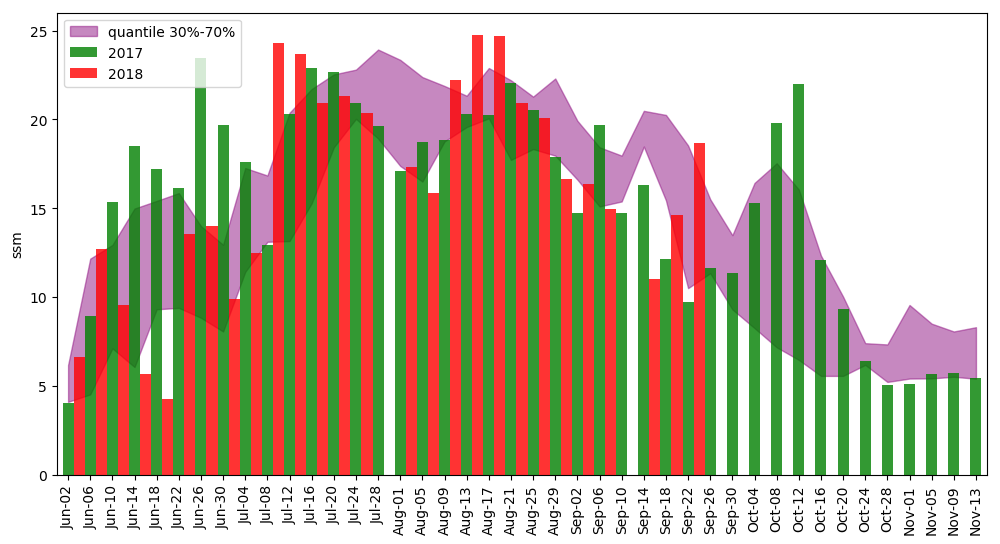 quantile 30%-70%
2017
2018
ssm
25
20
15
10
5
0
Jun-02
Jun-06
Jun-10
Jun-14
Jun-18
Jun-22
Jun-26
Jun-30
Jul-04
Jul-08
Jul-12
Jul-16
Jul-20
Jul-24
Jul-28
Aug-01
Aug-05
Aug-09
Aug-13
Aug-17
Aug-21
Aug-25
Aug-29
Sep-02
Sep-06
Sep-10
Sep-14
Sep-18
Sep-22
Sep-26
Sep-30
Oct-04
Oct-08
Oct-12
Oct-16
Oct-20
Oct-24
Oct-28
Nov-01
Nov-05
Nov-09
Nov-13